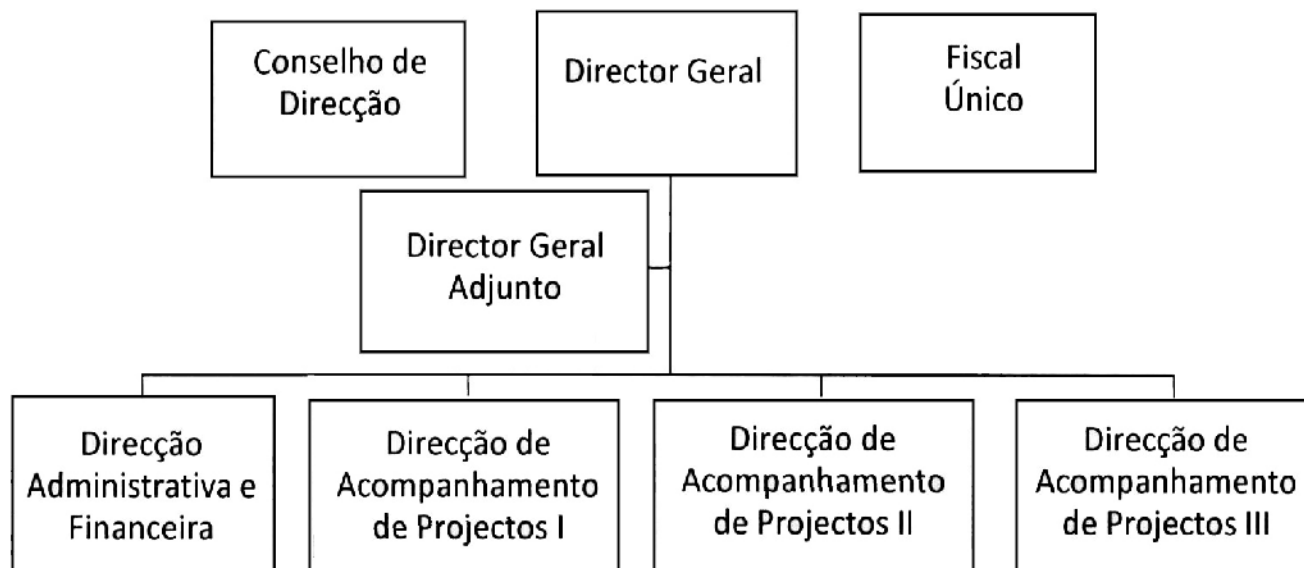 Conselho de
Direcção
Director Geral
Fiscal
Único
Director Geral
Adjunto
Direcção
Administrativa e
Financeira
Direcção de
Acompanhamento
de Projectos I
Direcção de
Acompanhamento
de Projectos II
Direcção de
Acompanhamento
de Projectos III